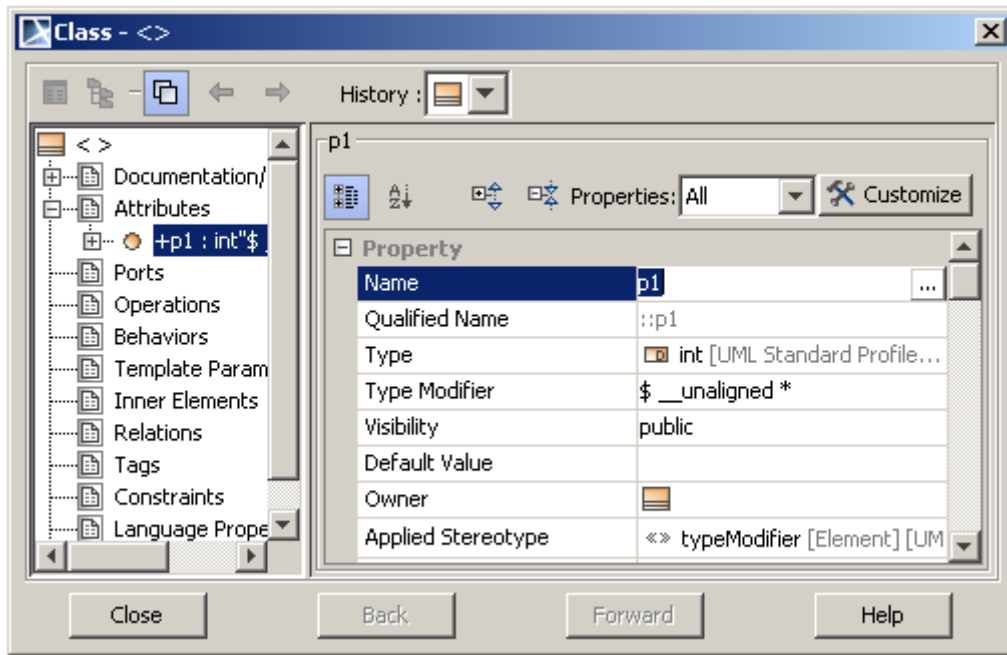 Class - <>
History :
< >
Documentation/
Attributes
+p1 : int"$ _
Ports
Operations
Behaviors
Template Param
Inner Elements
Relations
Tags
Constraints
Language Prope
p1
Properties: All Customize
Property
Name p1 ...
Qualified Name ::p1
Type int [UML Standard Profile...
Type Modifier $ __unaligned *
Visibility public
Default Value
Owner
Applied Stereotype «» typeModifier [Element] [UM
Close Back Forward Help